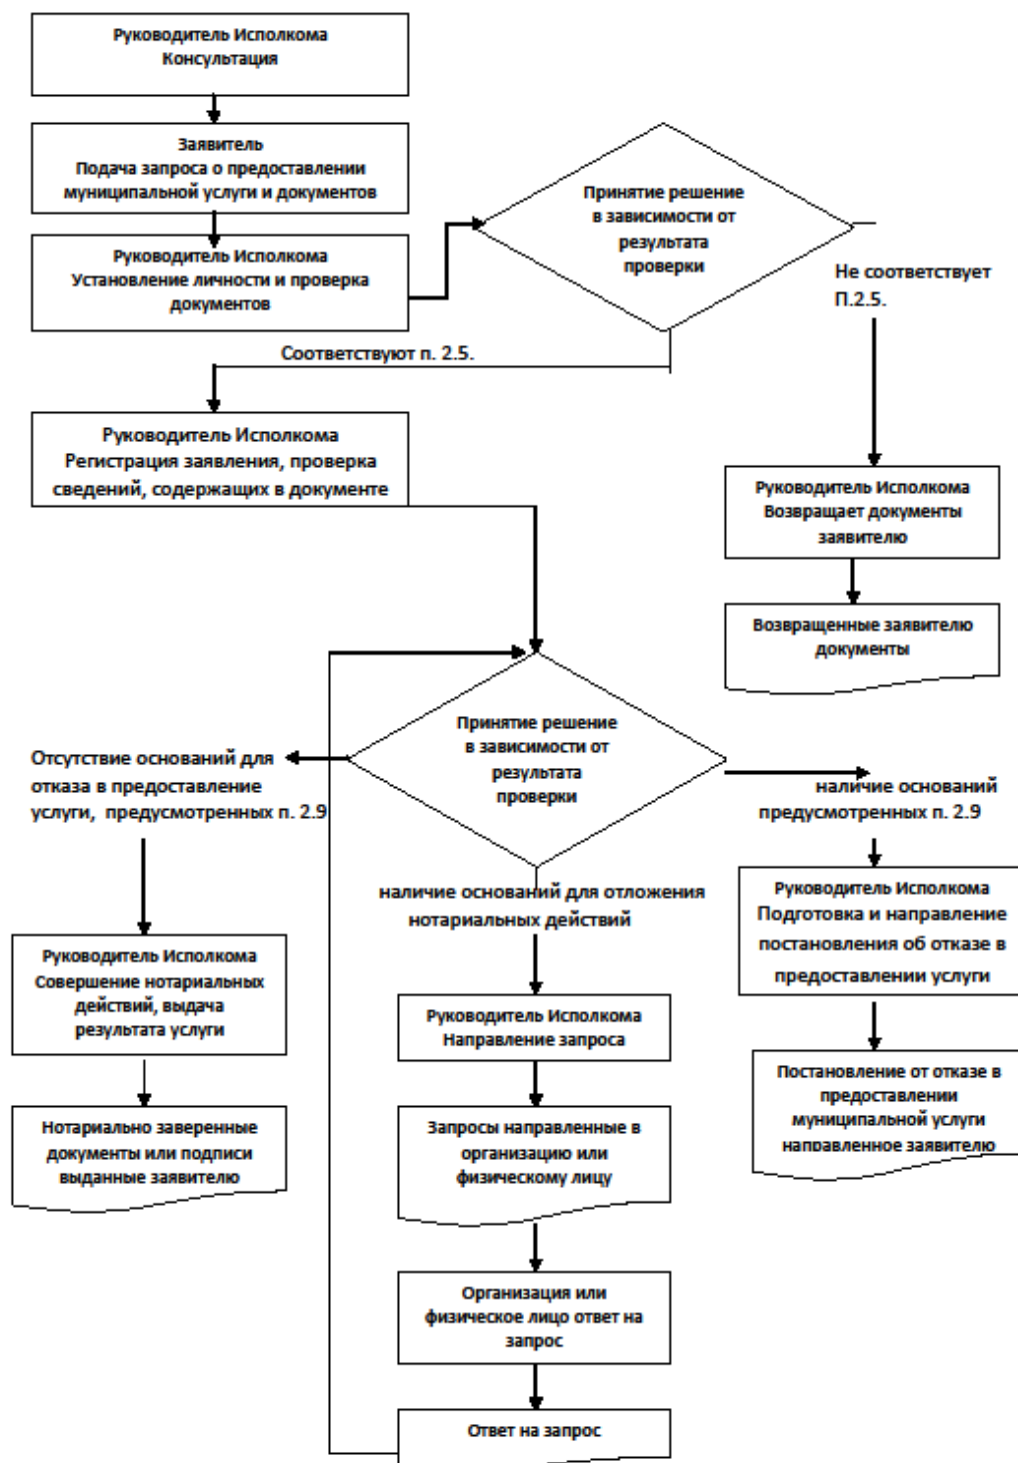 Руководитель Исполкома
Консультация
Заявитель
Подача запроса о предоставлении
муниципальной услуги и документов
Руководитель Исполкома
Установление личности и проверка
документов
Принятие решение
в зависимости от
результата
проверки
Не соответствует
П.2.5.
Соответствуют п. 2.5.
Руководитель Исполкома
Регистрация заявления, проверка
сведений, содержащих в документе
Руководитель Исполкома
Возвращает документы
заявителю
Возвращенные заявителю
документы
Принятие решение
в зависимости от
результата
проверки
Отсутствие оснований для
отказа в предоставление
услуги, предусмотренных п. 2.9
наличие оснований
предусмотренных п. 2.9
наличие оснований для отложения
нотариальных действий
Руководитель Исполкома
Подготовка и направление
постановления об отказе в
предоставлении услуги
Руководитель Исполкома
Совершение нотариальных
действий, выдача
результата услуги
Руководитель Исполкома
Направление запроса
Постановление от отказе в
предоставлении
муниципальной услуги
направленное заявителю
Нотариально заверенные
документы или подписи
выданные заявителю
Запросы направленные в
организацию или
физическому лицу
Организация или
физическое лицо ответ на
запрос
Ответ на запрос